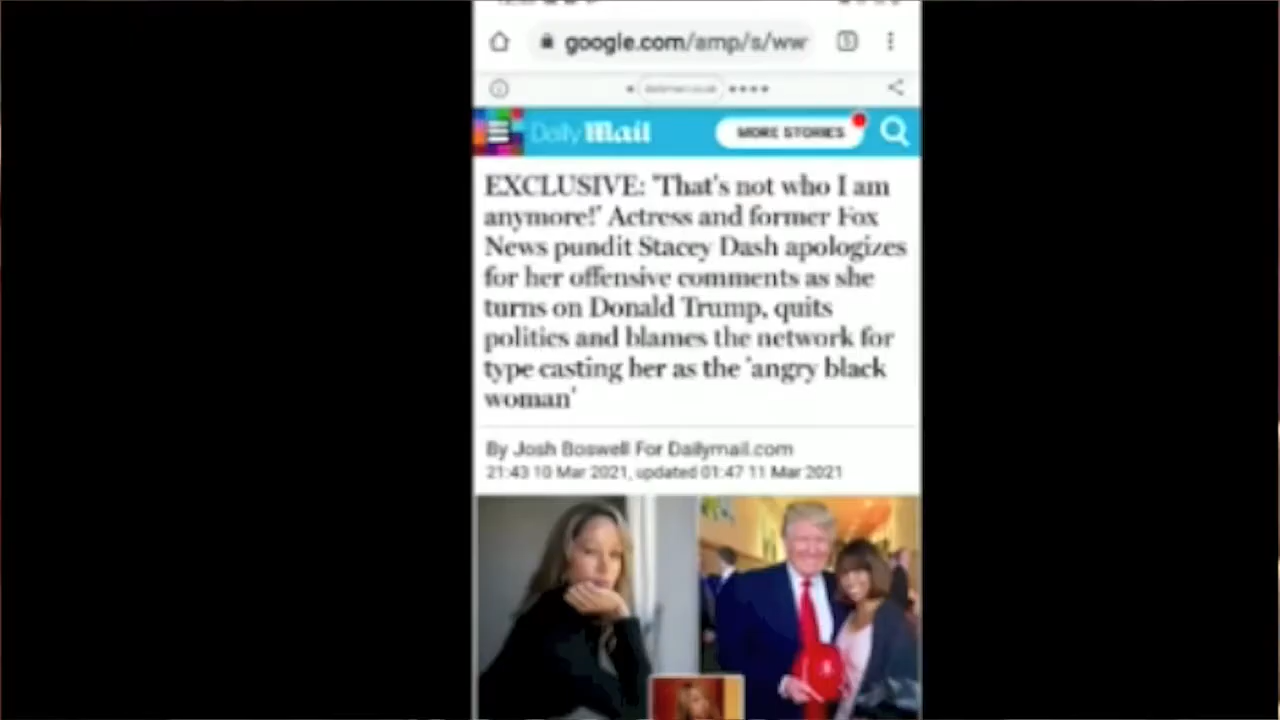 google.com/amp/s/ww
Daily Mail
MORE STORIES
EXCLUSIVE: 'That's not who I am
anymore!' Actress and former Fox
News pundit Stacey Dash apologizes
for her offensive comments as she
turns on Donald Trump, quits
politics and blames the network for
type casting her as the 'angry black
woman'
By Josh Boswell For Dailymail.com
21:43 10 Mar 2021, updated 01:47 11 Mar 2021